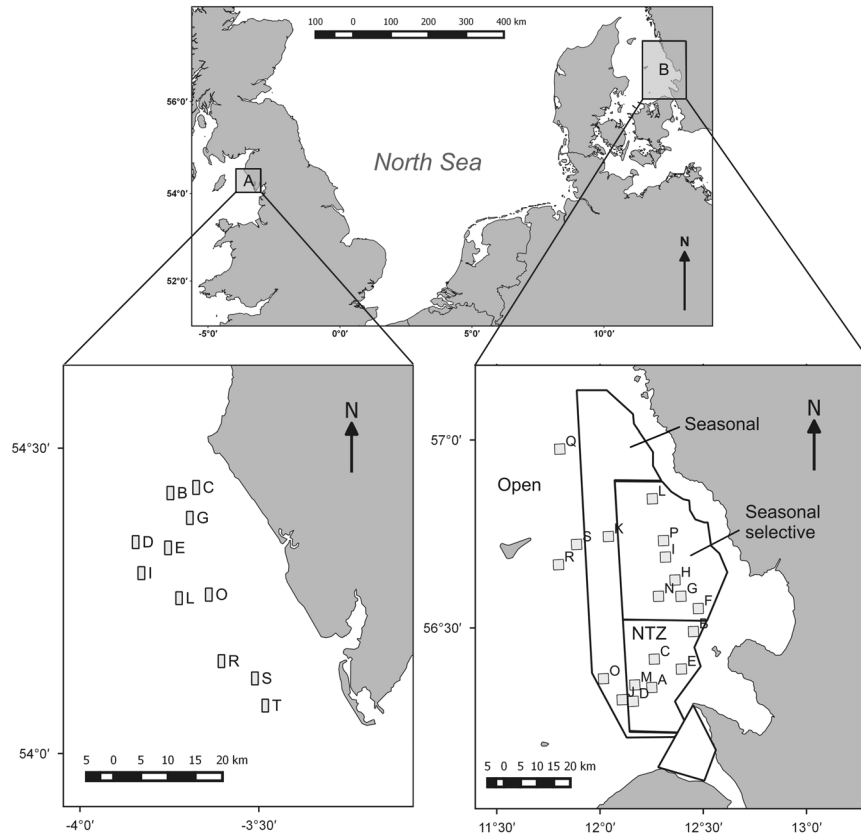 100 0 100 200 300 400 km
B
56°0'
North Sea
A
54°0'
N
52°0'
-5°0' 0°0' 5°0' 10°0'
N
54°30'
C
B
G
D
E
I
O
L
R
S
T
54°0'
5 0 5 10 15 20 km
-4°0' -3°30'
N
57°0'
Seasonal
Q
Open
L
Seasonal
selective
K
P
S
I
R
H
N G
F
56°30'
B
NTZ
C
E
O
M A
J D
5 0 5 10 15 20 km
11°30' 12°0' 12°30' 13°0'